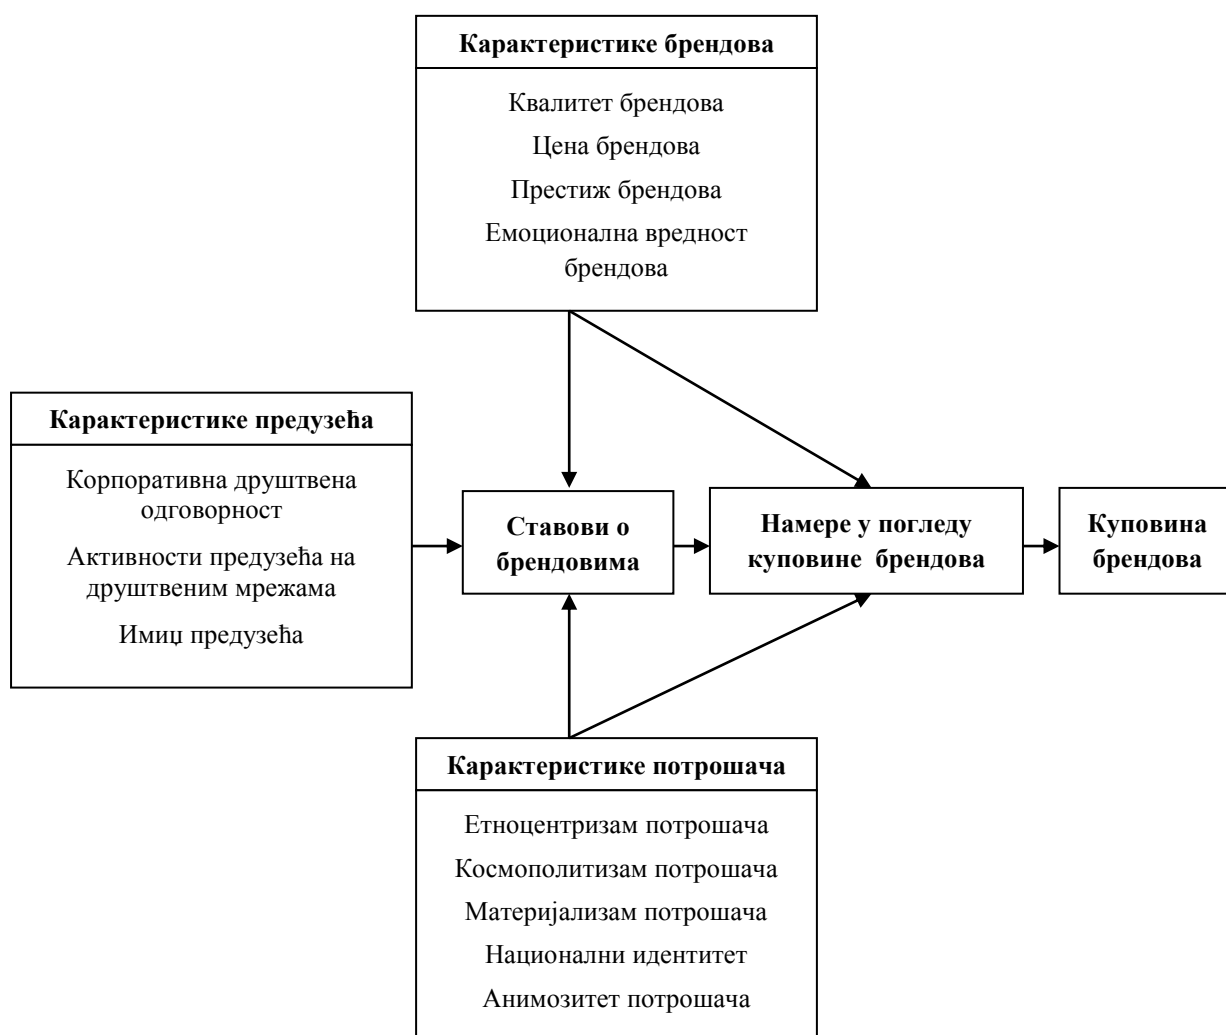 Карактеристике брендова
Квалитет брендова
Цена брендова
Престиж брендова
Емоционална вредност
брендова
Карактеристике предузећа
Корпоративна друштвена
одговорност
Активности предузећа на
друштвеним мрежама
Имиџ предузећа
Ставови о
брендовима
Намере у погледу
куповине брендова
Куповина
брендова
Карактеристике потрошача
Етноцентризам потрошача
Космополитизам потрошача
Материјализам потрошача
Национални идентитет
Анимозитет потрошача